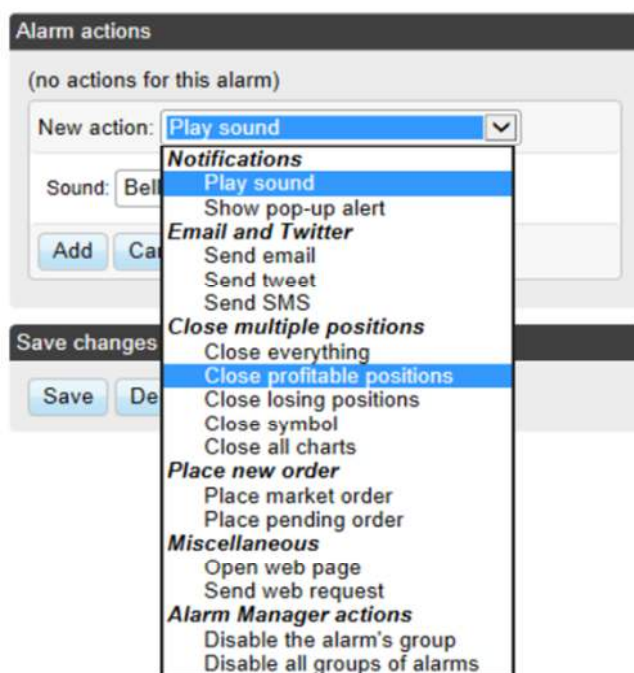 Alarm actions
(no actions for this alarm)
New action: Play sound
Notifications
Play sound
Sound: Bell
Show pop-up alert
Email and Twitter
Add
Send email
Send tweet
Send SMS
Close multiple positions
Save changes
Close everything
Close profitable positions
Save
Close losing positions
Close symbol
Close all charts
Place new order
Place market order
Place pending order
Miscellaneous
Open web page
Send web request
Alarm Manager actions
Disable the alarm's group
Disable all groups of alarms